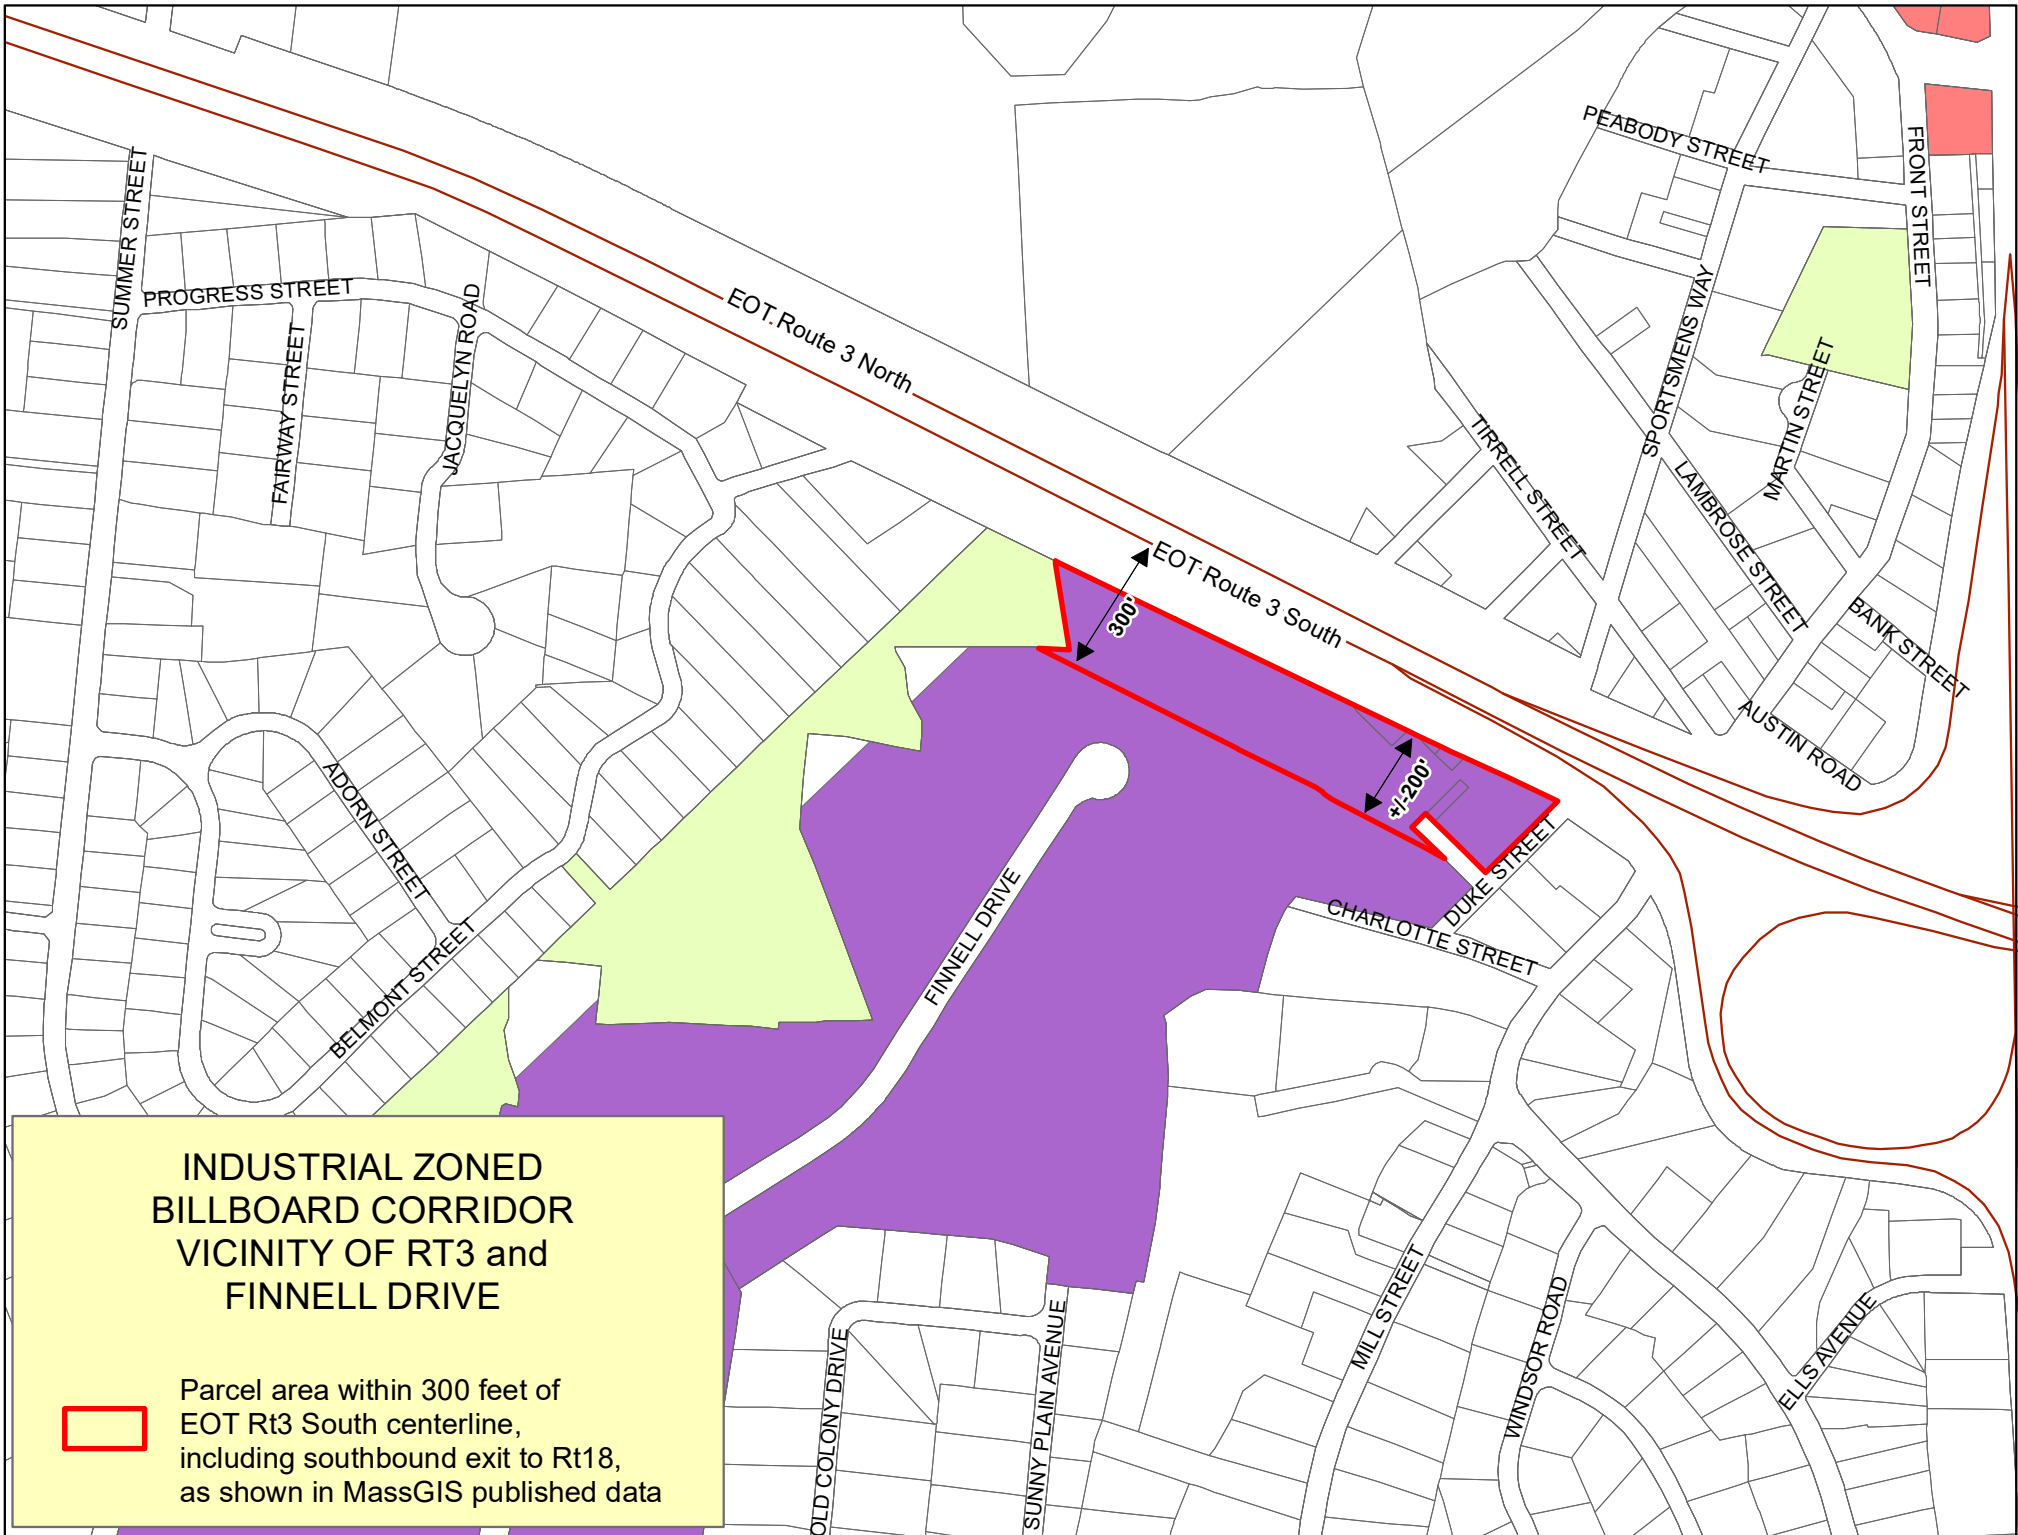 PEABODY STREET
FRONT STREET
SUMMER STREET
PROGRESS STREET
JACQUELYN ROAD
FAIRWAY STREET
EOT Route 3 North
SPORTSMENS WAY
MARTIN STREET
TIRRELL STREET
LAMBROSE STREET
BANK STREET
AUSTIN ROAD
EOT Route 3 South
300'
+/-200'
DUKE STREET
CHARLOTTE STREET
ADORN STREET
BELMONT STREET
FINNELL DRIVE
MILL STREET
WINDSOR ROAD
ELLS AVENUE
OLD COLONY DRIVE
SUNNY PLAIN AVENUE
INDUSTRIAL ZONED
BILLBOARD CORRIDOR
VICINITY OF RT3 and
FINNELL DRIVE
Parcel area within 300 feet of
EOT Rt3 South centerline,
including southbound exit to Rt18,
as shown in MassGIS published data